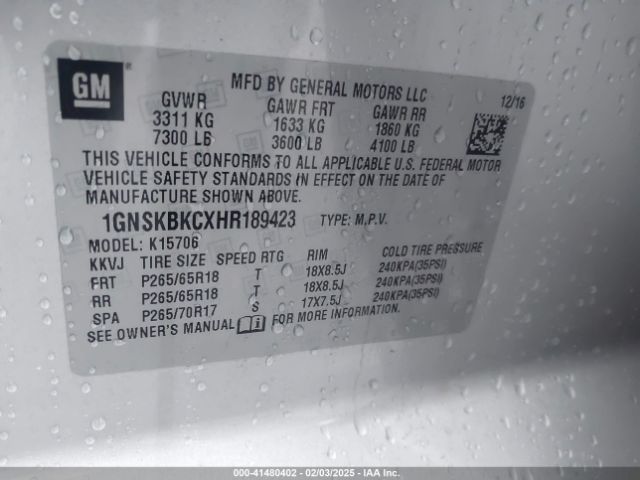 GM
MFD BY GENERAL MOTORS LLC
12/16
GVWR GAWR FRT GAWR RR
3311 KG 1633 KG 1860 KG
7300 LB 3600 LB 4100 LB
THIS VEHICLE CONFORMS TO ALL APPLICABLE U.S. FEDERAL MOTOR
VEHICLE SAFETY STANDARDS IN EFFECT ON THE DATE OF
MANUFACTURE SHOWN ABOVE.
1GNSKBKCXHR189423 TYPE: M.P.V.
MODEL: K15706
KKVJ TIRE SIZE SPEED RTG RIM COLD TIRE PRESSURE
FRT P265/65R18 T 18X8.5J 240KPA(35PSI)
RR P265/65R18 T 18X8.5J 240KPA(35PSI)
SPA P265/70R17 S 17X7.5J 240KPA(35PSI)
SEE OWNER'S MANUAL FOR MORE INFORMATION.
000-41480402 - 02/03/2025 - IAA Inc.